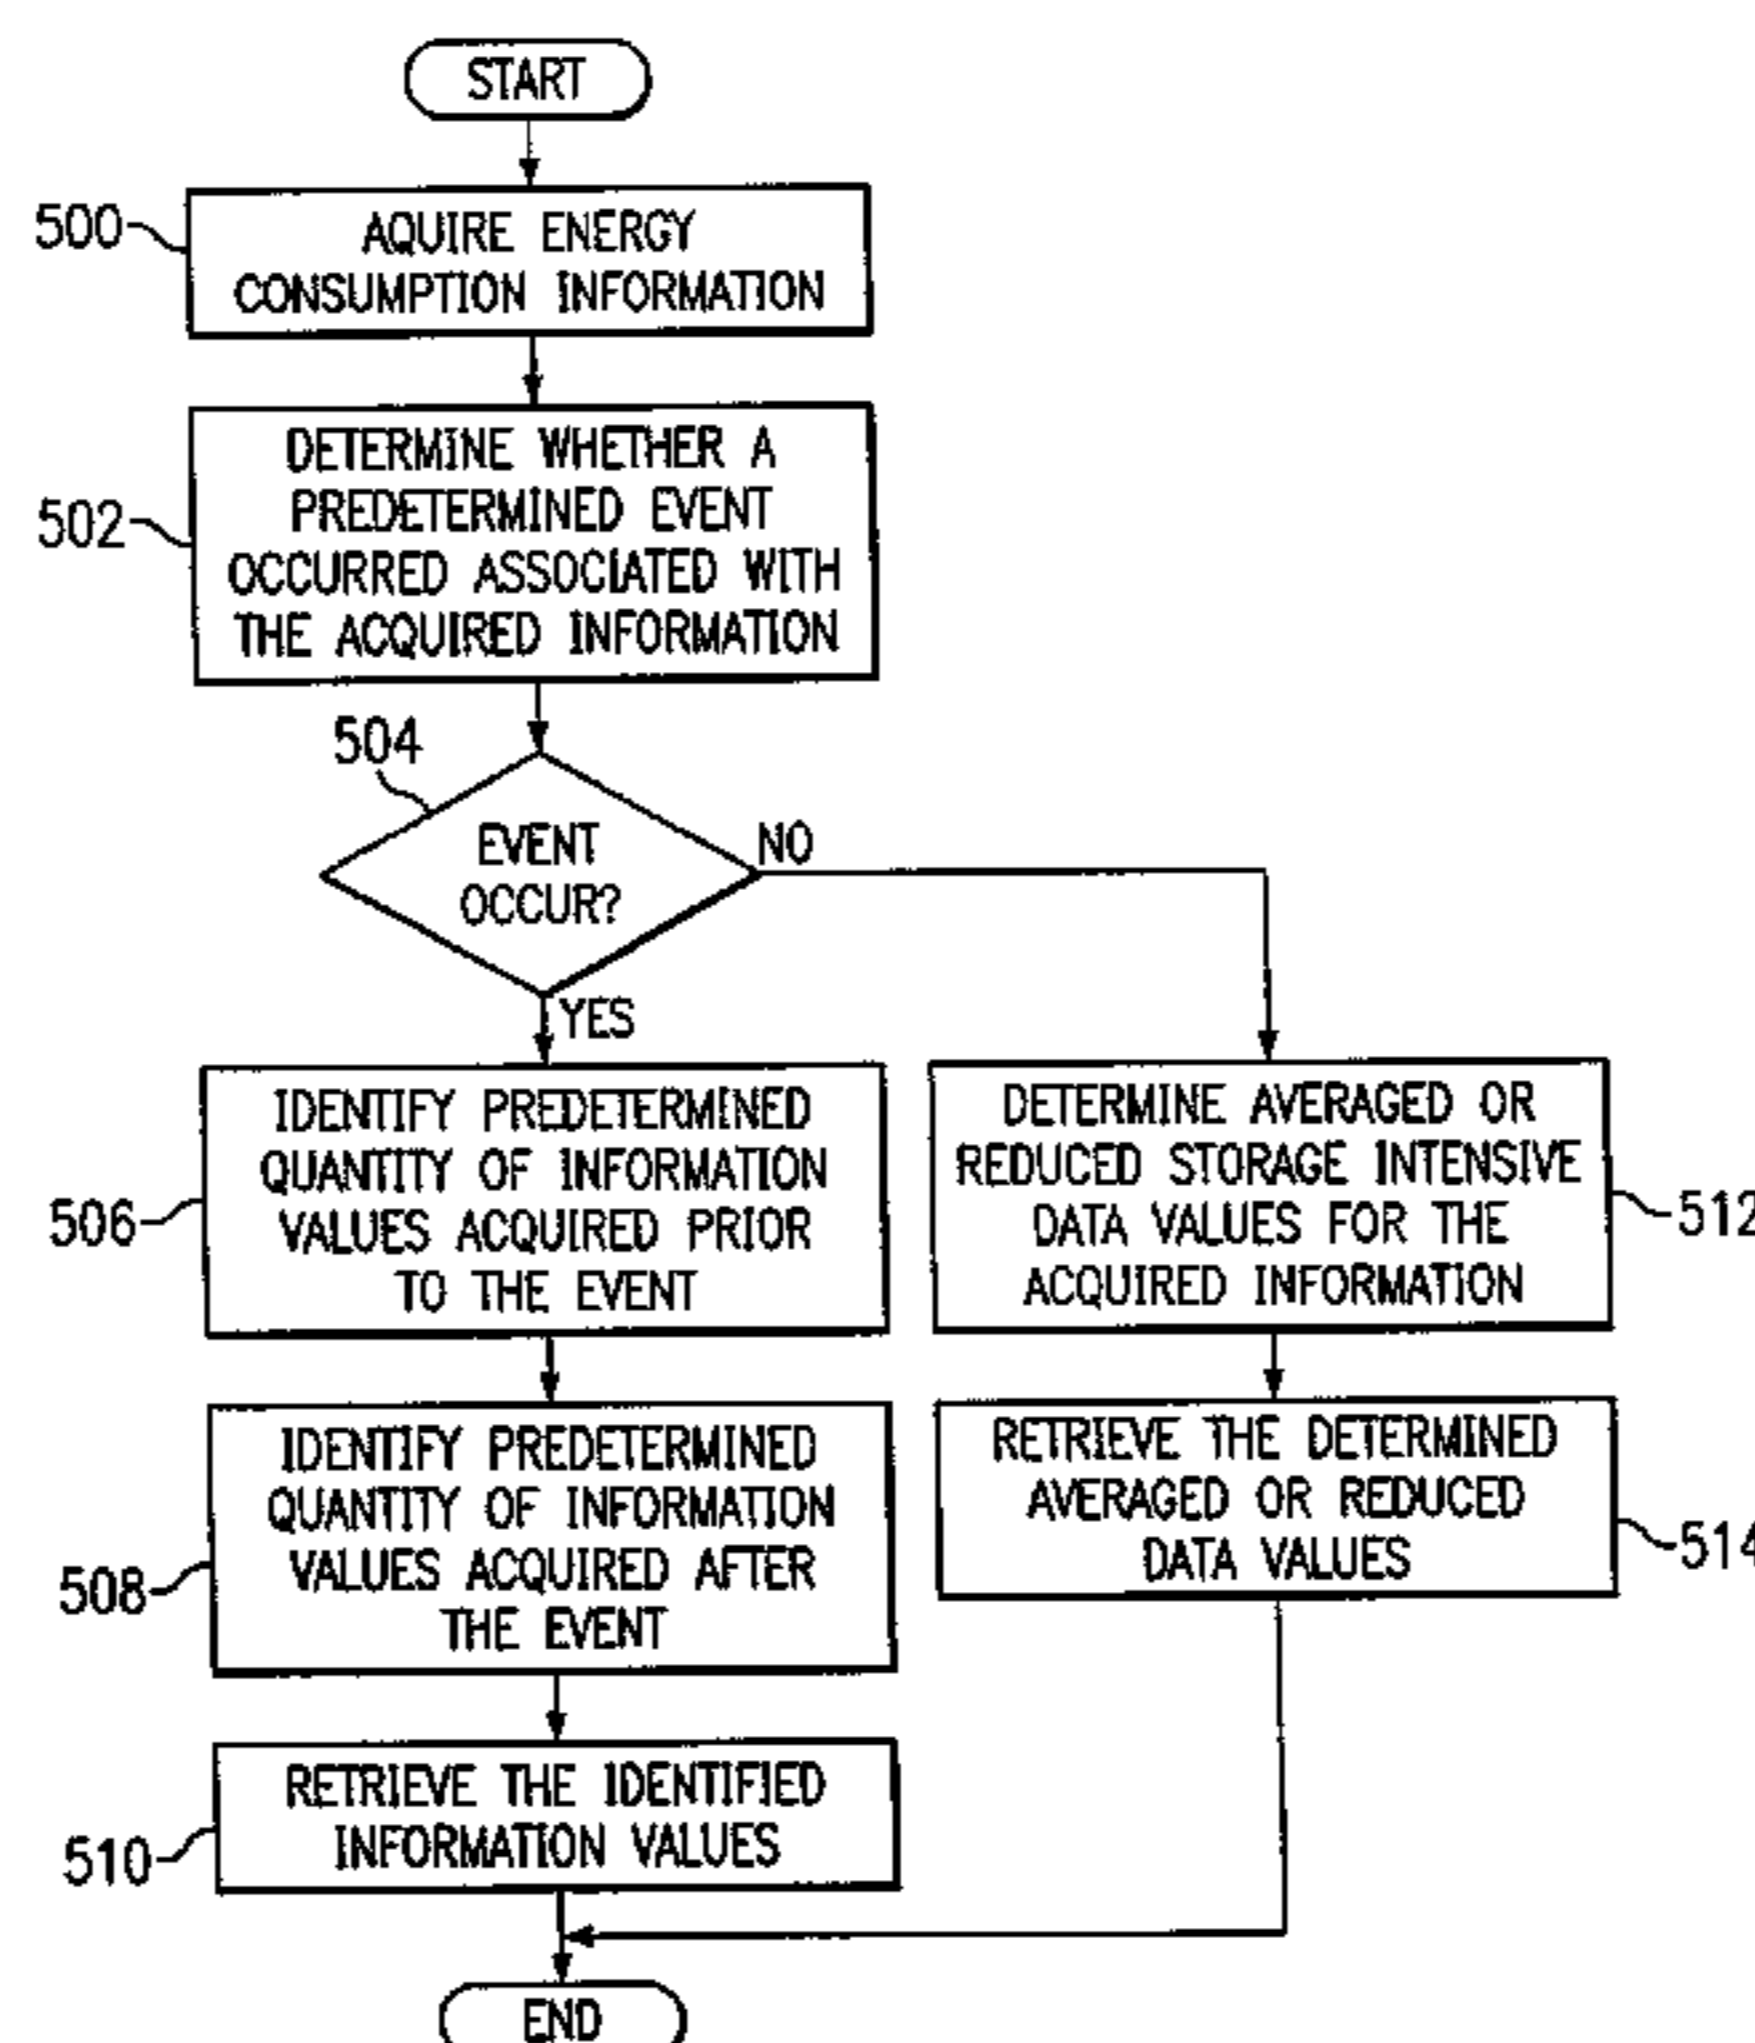 START
500
AQUIRE ENERGY
CONSUMPTION INFORMATION
502
DETERMINE WHETHER A
PREDETERMINED EVENT
OCCURRED ASSOCIATED WITH
THE ACQUIRED INFORMATION
504
EVENT
OCCUR?
NO
YES
506
IDENTIFY PREDETERMINED
QUANTITY OF INFORMATION
VALUES ACQUIRED PRIOR
TO THE EVENT
DETERMINE AVERAGED OR
REDUCED STORAGE INTENSIVE
DATA VALUES FOR THE
ACQUIRED INFORMATION
512
508
IDENTIFY PREDETERMINED
QUANTITY OF INFORMATION
VALUES ACQUIRED AFTER
THE EVENT
RETRIEVE THE DETERMINED
AVERAGED OR REDUCED
DATA VALUES
514
510
RETRIEVE THE IDENTIFIED
INFORMATION VALUES
END